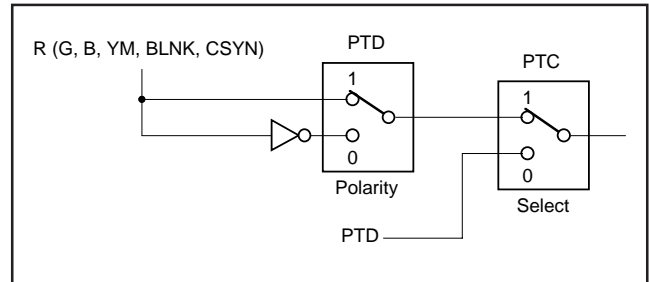 R (G, B, YM, BLNK, CSYN)
PTD
1
0
Polarity
PTC
1
0
Select
PTD